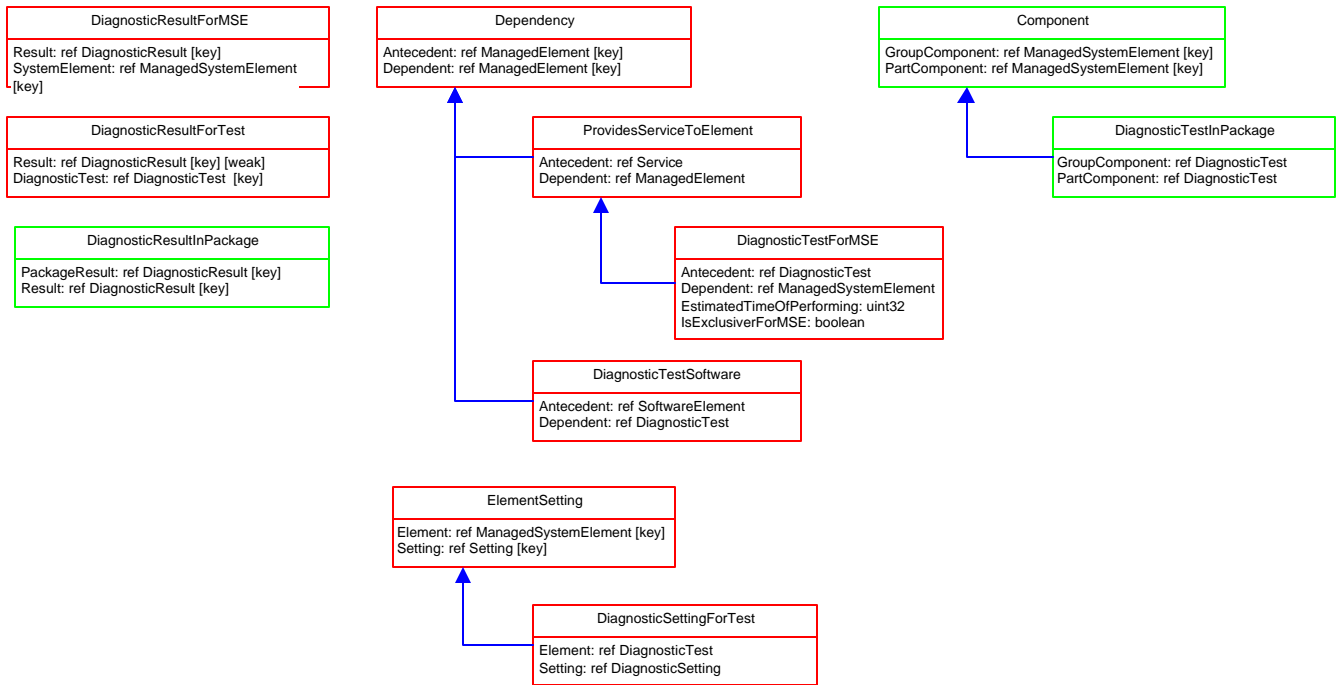 DiagnosticResultForMSE
Result: ref DiagnosticResult [key]
SystemElement: ref ManagedSystemElement
[key]
DiagnosticResultForTest
Result: ref DiagnosticResult [key] [weak]
DiagnosticTest: ref DiagnosticTest [key]
DiagnosticResultInPackage
PackageResult: ref DiagnosticResult [key]
Result: ref DiagnosticResult [key]
Dependency
Antecedent: ref ManagedElement [key]
Dependent: ref ManagedElement [key]
ProvidesServiceToElement
Antecedent: ref Service
Dependent: ref ManagedElement
DiagnosticTestForMSE
Antecedent: ref DiagnosticTest
Dependent: ref ManagedSystemElement
EstimatedTimeOfPerforming: uint32
IsExclusiverForMSE: boolean
DiagnosticTestSoftware
Antecedent: ref SoftwareElement
Dependent: ref DiagnosticTest
ElementSetting
Element: ref ManagedSystemElement [key]
Setting: ref Setting [key]
DiagnosticSettingForTest
Element: ref DiagnosticTest
Setting: ref DiagnosticSetting
Component
GroupComponent: ref ManagedSystemElement [key]
PartComponent: ref ManagedSystemElement [key]
DiagnosticTestInPackage
GroupComponent: ref DiagnosticTest
PartComponent: ref DiagnosticTest